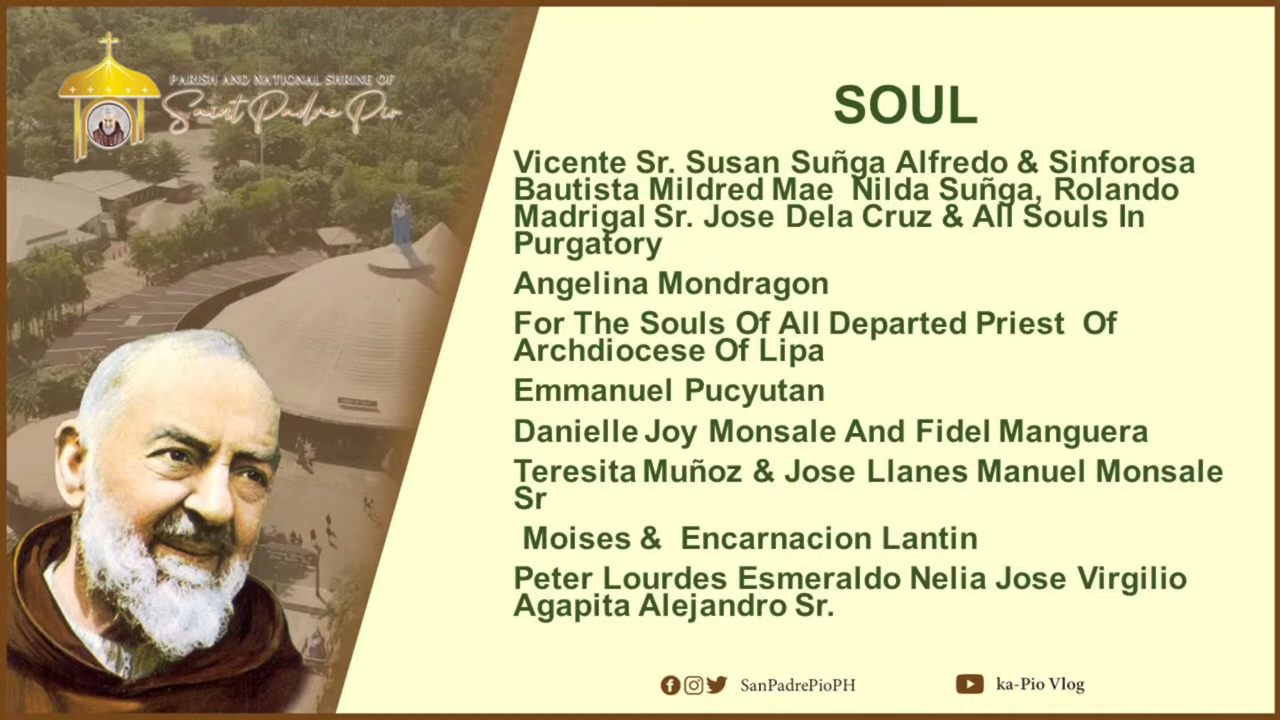 PARISH AND NATIONAL SHRINE OF
Saint Padre Pio
SOUL
Vicente Sr. Susan Suñga Alfredo & Sinforosa
Bautista Mildred Mae  Nilda Suñga, Rolando
Madrigal Sr. Jose Dela Cruz & All Souls In
Purgatory
Angelina Mondragon
For The Souls Of All Departed Priest  Of
Archdiocese Of Lipa
Emmanuel Pucyutan
Danielle Joy Monsale And Fidel Manguera
Teresita Muñoz & Jose Llanes Manuel Monsale
Sr
Moises &  Encarnacion Lantin
Peter Lourdes Esmeraldo Nelia Jose Virgilio
Agapita Alejandro Sr.
SanPadrePioPH
ka-Pio Vlog